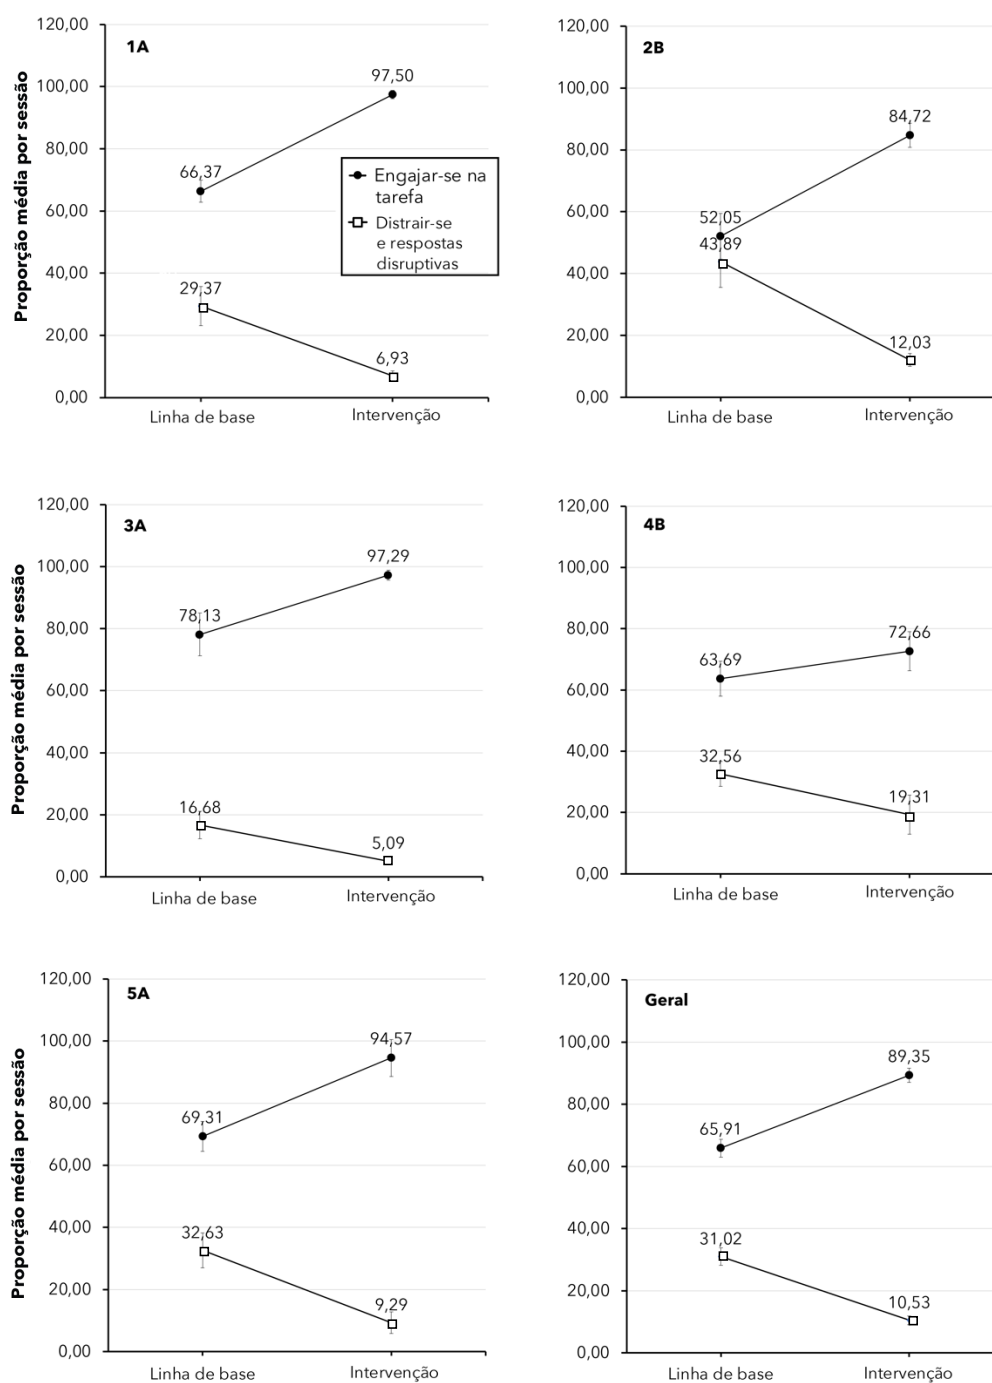 1A
Proporção média por sessão
120,00
100,00
80,00
60,00
40,00
20,00
0,00
66,37
97,50
29,37
6,93
Engajar-se na
tarefa
Distrair-se
e respostas
disruptivas
Linha de base
Intervenção
2B
120,00
100,00
80,00
60,00
40,00
20,00
0,00
52,05
84,72
43,89
12,03
Linha de base
Intervenção
3A
Proporção média por sessão
120,00
100,00
80,00
60,00
40,00
20,00
0,00
78,13
97,29
16,68
5,09
Linha de base
Intervenção
4B
120,00
100,00
80,00
60,00
40,00
20,00
0,00
63,69
72,66
32,56
19,31
Linha de base
Intervenção
5A
Proporção média por sessão
120,00
100,00
80,00
60,00
40,00
20,00
0,00
69,31
94,57
32,63
9,29
Linha de base
Intervenção
Geral
120,00
100,00
80,00
60,00
40,00
20,00
0,00
65,91
89,35
31,02
10,53
Linha de base
Intervenção